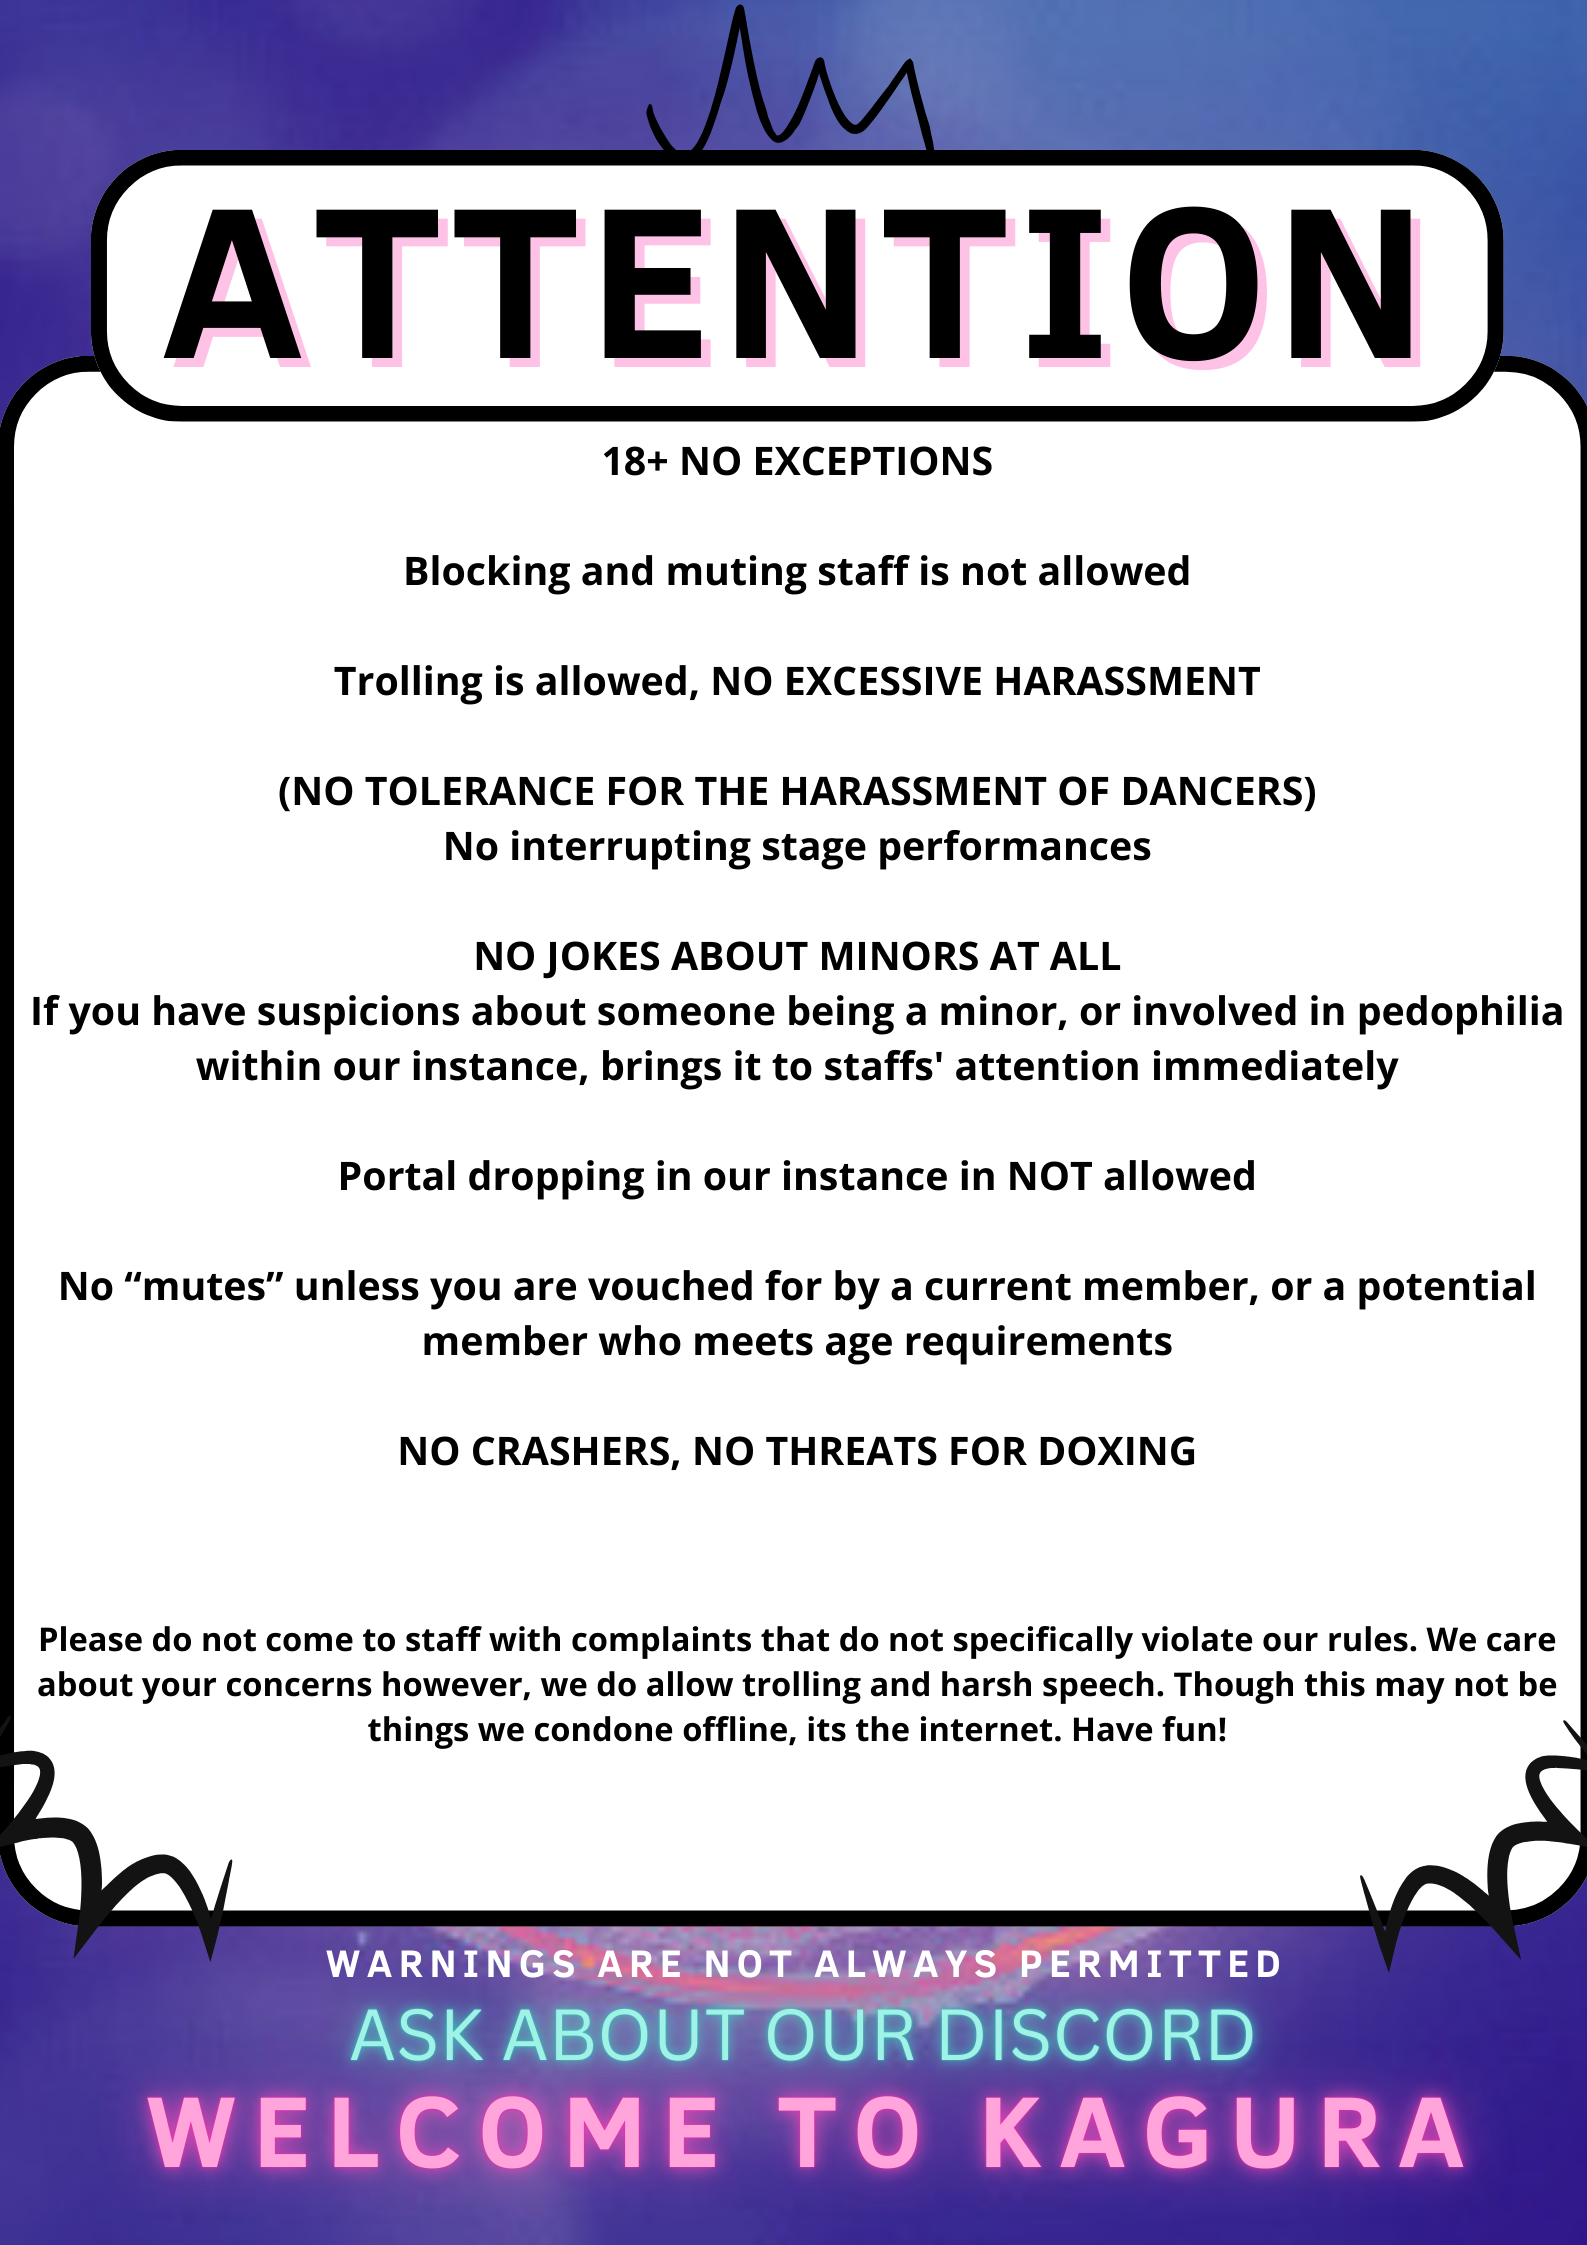 ATTENTION
18+ NO EXCEPTIONS
Blocking and muting staff is not allowed
Trolling is allowed, NO EXCESSIVE HARASSMENT
(NO TOLERANCE FOR THE HARASSMENT OF DANCERS)
No interrupting stage performances
NO JOKES ABOUT MINORS AT ALL
If you have suspicions about someone being a minor, or involved in pedophilia
within our instance, brings it to staffs' attention immediately
Portal dropping in our instance in NOT allowed
No “mutes” unless you are vouched for by a current member, or a potential
member who meets age requirements
NO CRASHERS, NO THREATS FOR DOXING
Please do not come to staff with complaints that do not specifically violate our rules. We care
about your concerns however, we do allow trolling and harsh speech. Though this may not be
things we condone offline, its the internet. Have fun!
WARNINGS ARE NOT ALWAYS PERMITTED
ASK ABOUT OUR DISCORD
WELCOME TO KAGURA